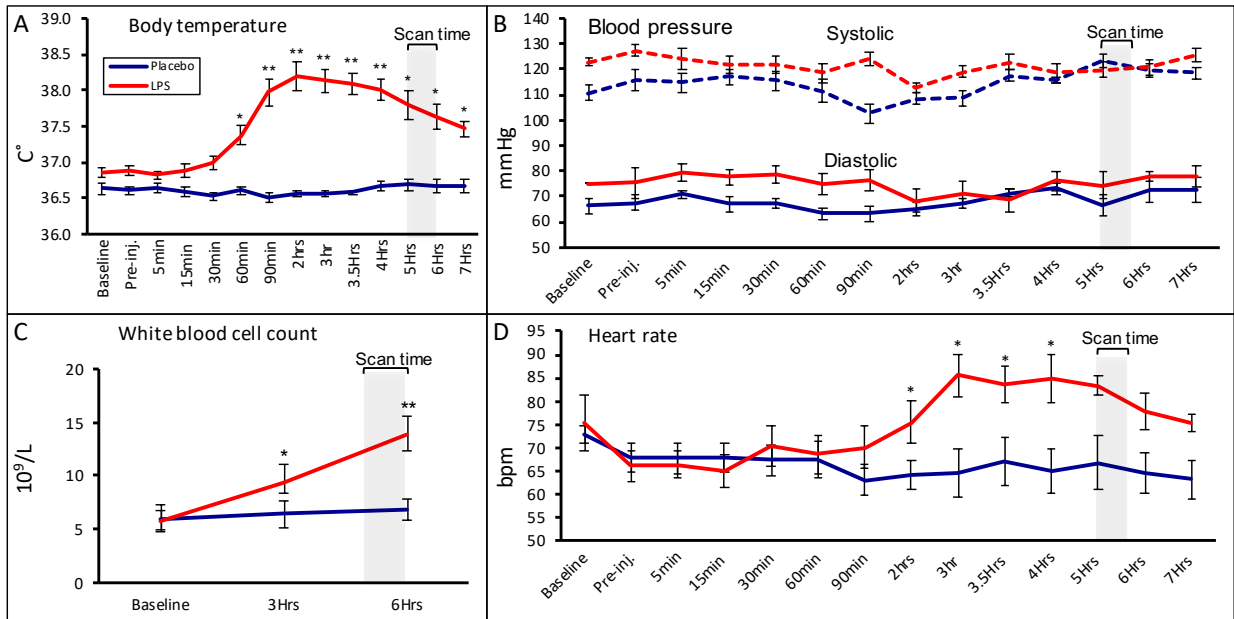 A
Body temperature
Scan time
Placebo
LPS
39.0
38.5
38.0
37.5
37.0
36.5
36.0
C°
*
**
**
**
**
**
*
*
*
Baseline
Pre-inj.
5min
15min
30min
60min
90min
2hrs
3hr
3.5Hrs
4Hrs
5Hrs
6Hrs
7Hrs
B
Blood pressure
Systolic
Scan time
Diastolic
140
130
120
110
100
90
80
70
60
50
mmHg
Baseline
Pre-inj.
5min
15min
30min
60min
90min
2hrs
3hr
3.5Hrs
4Hrs
5Hrs
6Hrs
7Hrs
C
White blood cell count
Scan time
20
15
10
5
0
10⁹/L
*
**
Baseline
3Hrs
6Hrs
D
Heart rate
Scan time
95
90
85
80
75
70
65
60
55
50
bpm
*
*
*
*
Baseline
Pre-inj.
5min
15min
30min
60min
90min
2hrs
3hr
3.5Hrs
4Hrs
5Hrs
6Hrs
7Hrs